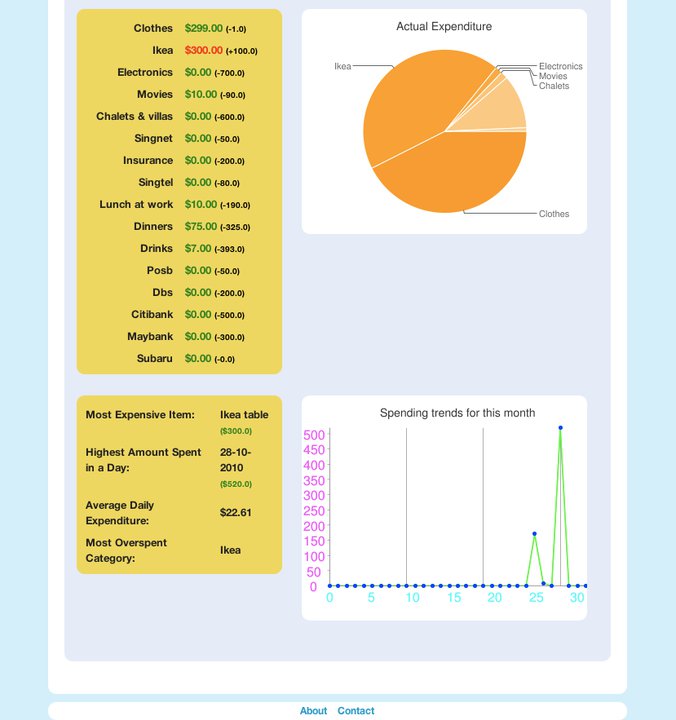 Clothes $299.00 (-1.0)
Ikea $300.00 (+100.0)
Electronics $0.00 (-700.0)
Movies $10.00 (-90.0)
Chalets & villas $0.00 (-600.0)
Singnet $0.00 (-50.0)
Insurance $0.00 (-200.0)
Singtel $0.00 (-80.0)
Lunch at work $10.00 (-190.0)
Dinners $75.00 (-325.0)
Drinks $7.00 (-393.0)
Posb $0.00 (-50.0)
Dbs $0.00 (-200.0)
Citibank $0.00 (-500.0)
Maybank $0.00 (-300.0)
Subaru $0.00 (-0.0)
Actual Expenditure
Ikea
Electronics
Movies
Chalets
Clothes
Most Expensive Item: Ikea table
($300.0)
Highest Amount Spent 28-10-
in a Day: 2010
($520.0)
Average Daily
Expenditure: $22.61
Most Overspent
Category: Ikea
Spending trends for this month
500
450
400
350
300
250
200
150
100
50
0
0 5 10 15 20 25 30
About Contact